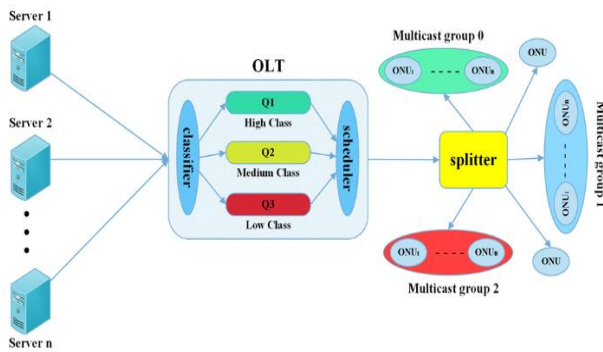 Server 1
Server 2
Server n
OLT
classifier
Q1
High Class
Q2
Medium Class
Q3
Low Class
scheduler
splitter
Multicast group 0
ONU₁ - - - - ONUₙ
ONU
Multicast group 1
ONUₙ
ONU₁
ONU
ONU₁ - - - - ONUₙ
Multicast group 2